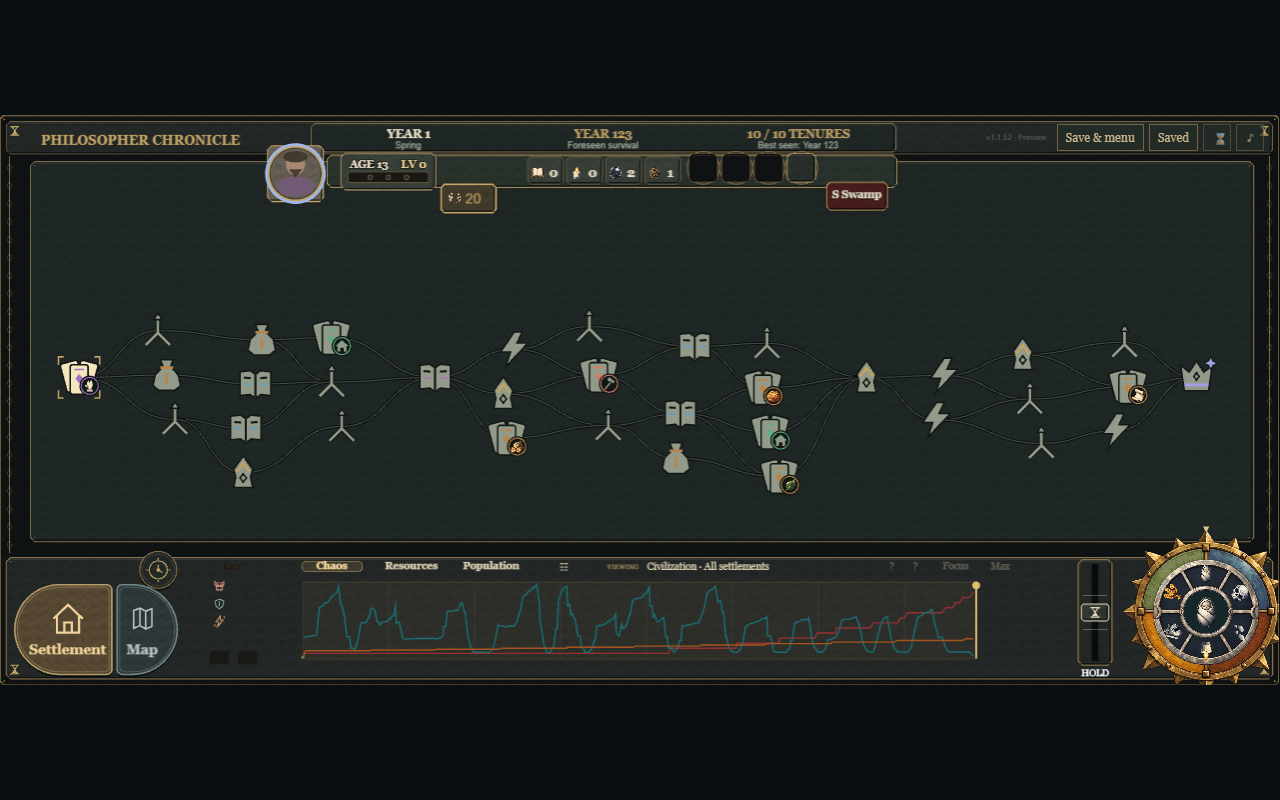 PHILOSOPHER CHRONICLE
YEAR 1
Spring
YEAR 123
Foreseen survival
10 / 10 TENURES
Best seen: Year 123
v1.1.52 · Preview
Save & menu
Saved
AGE 13 LV 0
0
0
2
1
20
S Swamp
Chaos
Resources
Population
VIEWING Civilization · All settlements
? ? Focus Max
Settlement
Map
HOLD